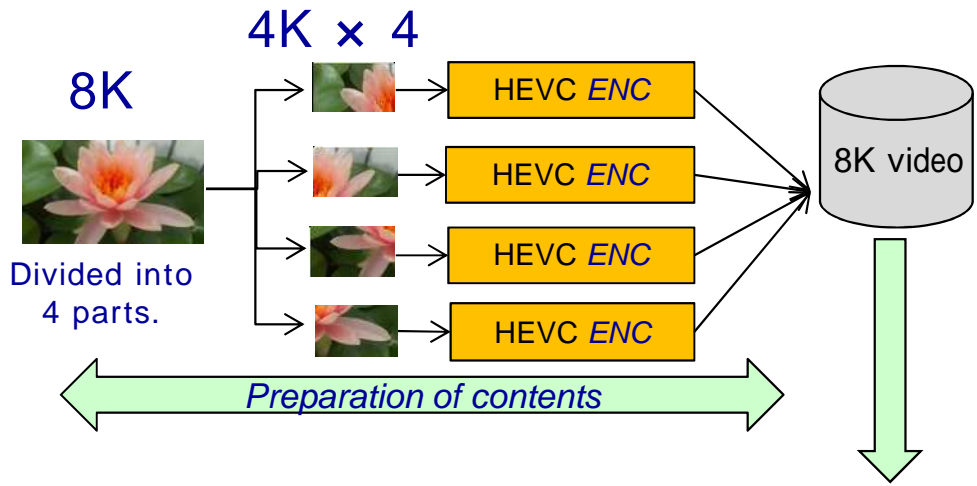 4K × 4
8K
Divided into
4 parts.
HEVC ENC
HEVC ENC
HEVC ENC
HEVC ENC
8K video
Preparation of contents